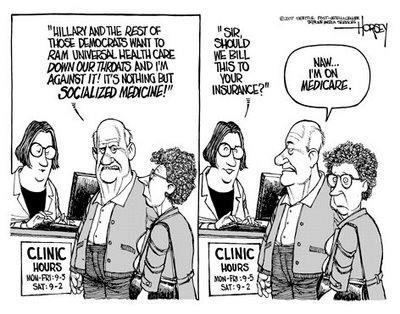 "HILLARY AND THE REST OF
THOSE DEMOCRATS WANT TO
RAM UNIVERSAL HEALTH CARE
DOWN OUR THROATS AND I'M
AGAINST IT! IT'S NOTHING BUT
SOCIALIZED MEDICINE!"
CLINIC
HOURS
MON-FRI: 9-5
SAT: 9-2
"SIR,
SHOULD
WE BILL
THIS TO
YOUR
INSURANCE?"
NAW...
I'M ON
MEDICARE.
©2007 SEATTLE POST-INTELLIGENCER
TRIBUNE MEDIA SERVICES
HORSEY
CLINIC
HOURS
MON-FRI: 9-5
SAT: 9-2